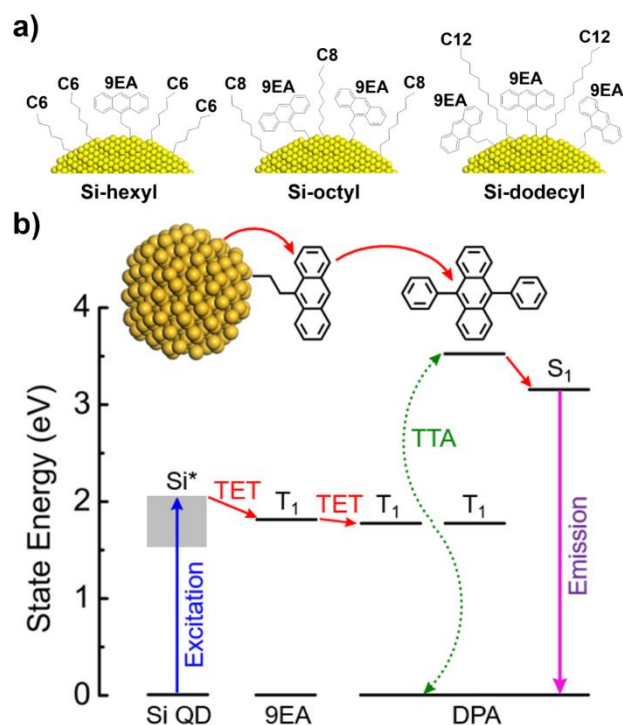 a)
C6
C6
9EA
C6
C6
Si-hexyl
C8
9EA
C8
9EA
C8
Si-octyl
C12
9EA
9EA
C12
9EA
Si-dodecyl
b)
State Energy (eV)
4
3
2
1
0
Si*
Excitation
TET
T1
TET
T1
T1
TTA
S1
Emission
Si QD
9EA
DPA